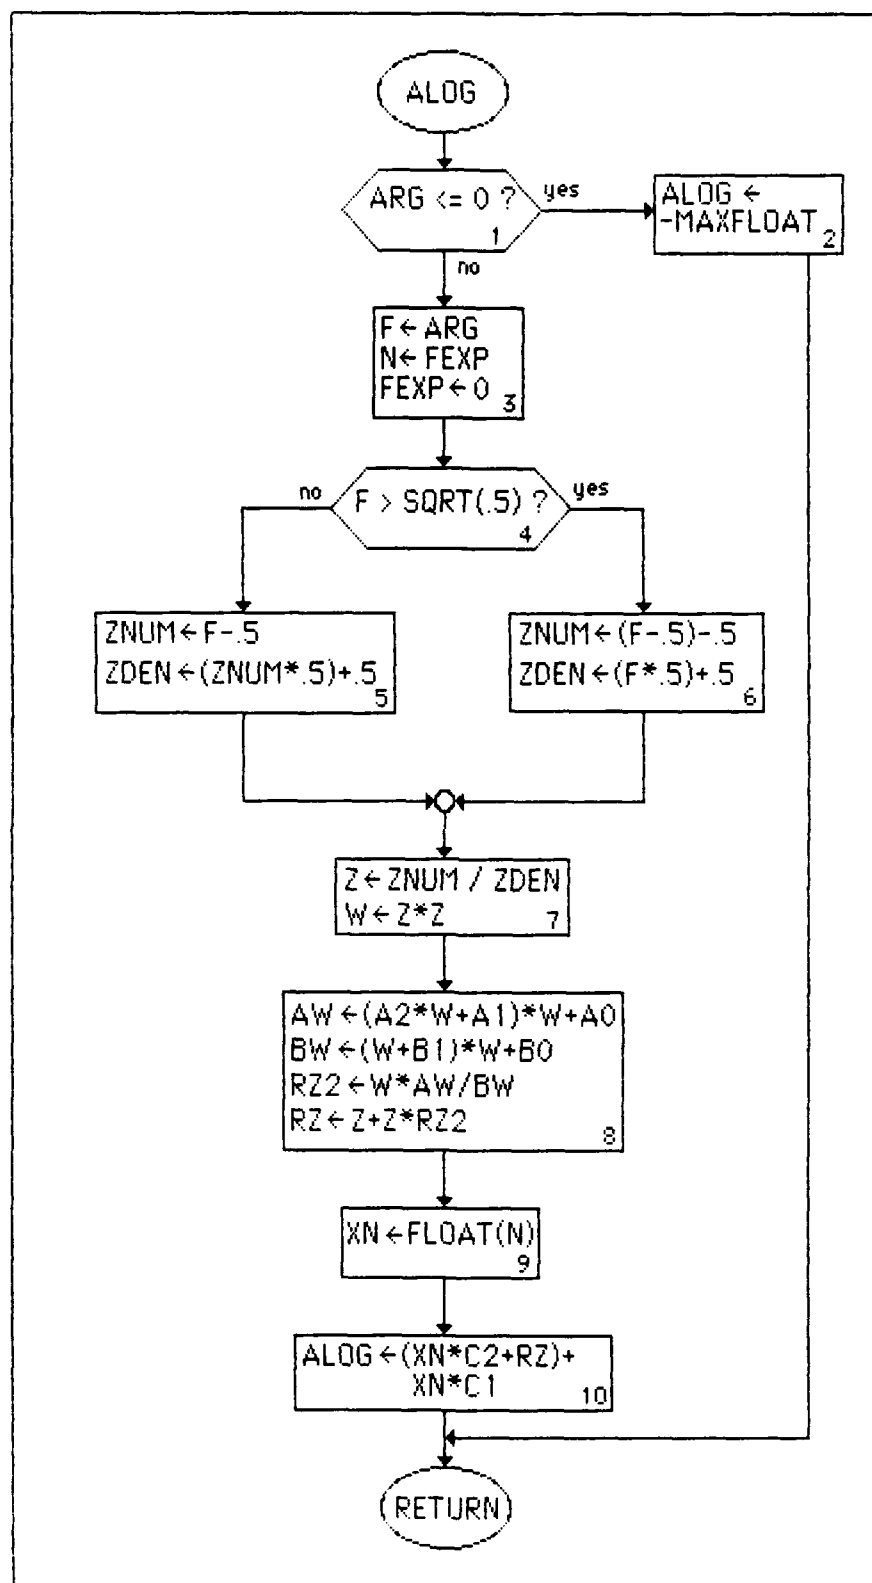 ALOG
ARG <= 0 ?
1
yes
no
ALOG ←
-MAXFLOAT
2
F ← ARG
N ← FEXP
FEXP ← 0
3
F > SQRT(.5) ?
4
no
yes
ZNUM ← F-.5
ZDEN ← (ZNUM*.5)+.5
5
ZNUM ← (F-.5)-.5
ZDEN ← (F*.5)+.5
6
Z ← ZNUM / ZDEN
W ← Z*Z
7
AW ← (A2*W+A1)*W+A0
BW ← (W+B1)*W+B0
RZ2 ← W*AW/BW
RZ ← Z+Z*RZ2
8
XN ← FLOAT(N)
9
ALOG ← (XN*C2+RZ)+
XN*C1
10
RETURN